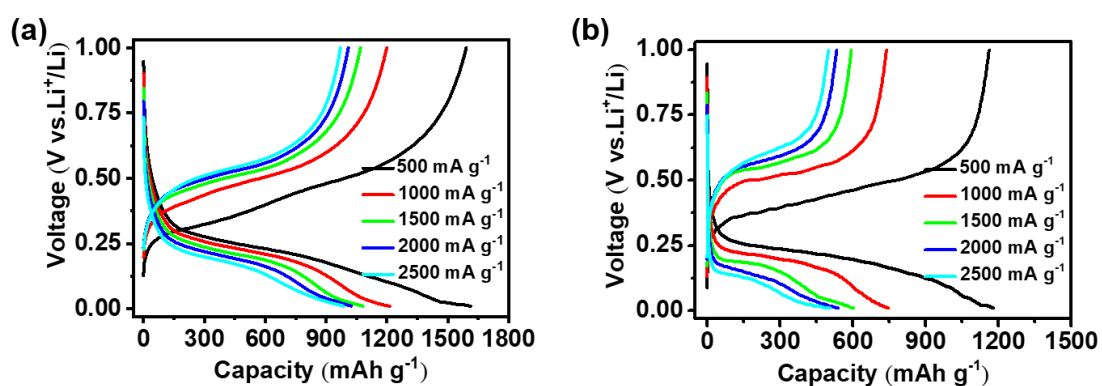 (a)
Voltage (V vs.Li⁺/Li)
1.00
0.75
0.50
0.25
0.00
500 mA g⁻¹
1000 mA g⁻¹
1500 mA g⁻¹
2000 mA g⁻¹
2500 mA g⁻¹
0 300 600 900 1200 1500 1800
Capacity (mAh g⁻¹)
(b)
Voltage (V vs.Li⁺/Li)
1.00
0.75
0.50
0.25
0.00
500 mA g⁻¹
1000 mA g⁻¹
1500 mA g⁻¹
2000 mA g⁻¹
2500 mA g⁻¹
0 300 600 900 1200 1500
Capacity (mAh g⁻¹)